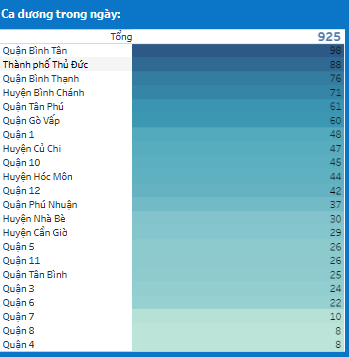 Ca dương trong ngày:
Tổng 925
Quận Bình Tân 98
Thành phố Thủ Đức 88
Quận Bình Thạnh 76
Huyện Bình Chánh 71
Quận Tân Phú 61
Quận Gò Vấp 60
Quận 1 48
Huyện Củ Chi 47
Quận 10 45
Huyện Hóc Môn 44
Quận 12 42
Quận Phú Nhuận 37
Huyện Nhà Bè 30
Huyện Cần Giờ 29
Quận 5 26
Quận 11 26
Quận Tân Bình 25
Quận 3 24
Quận 6 22
Quận 7 10
Quận 8 8
Quận 4 8